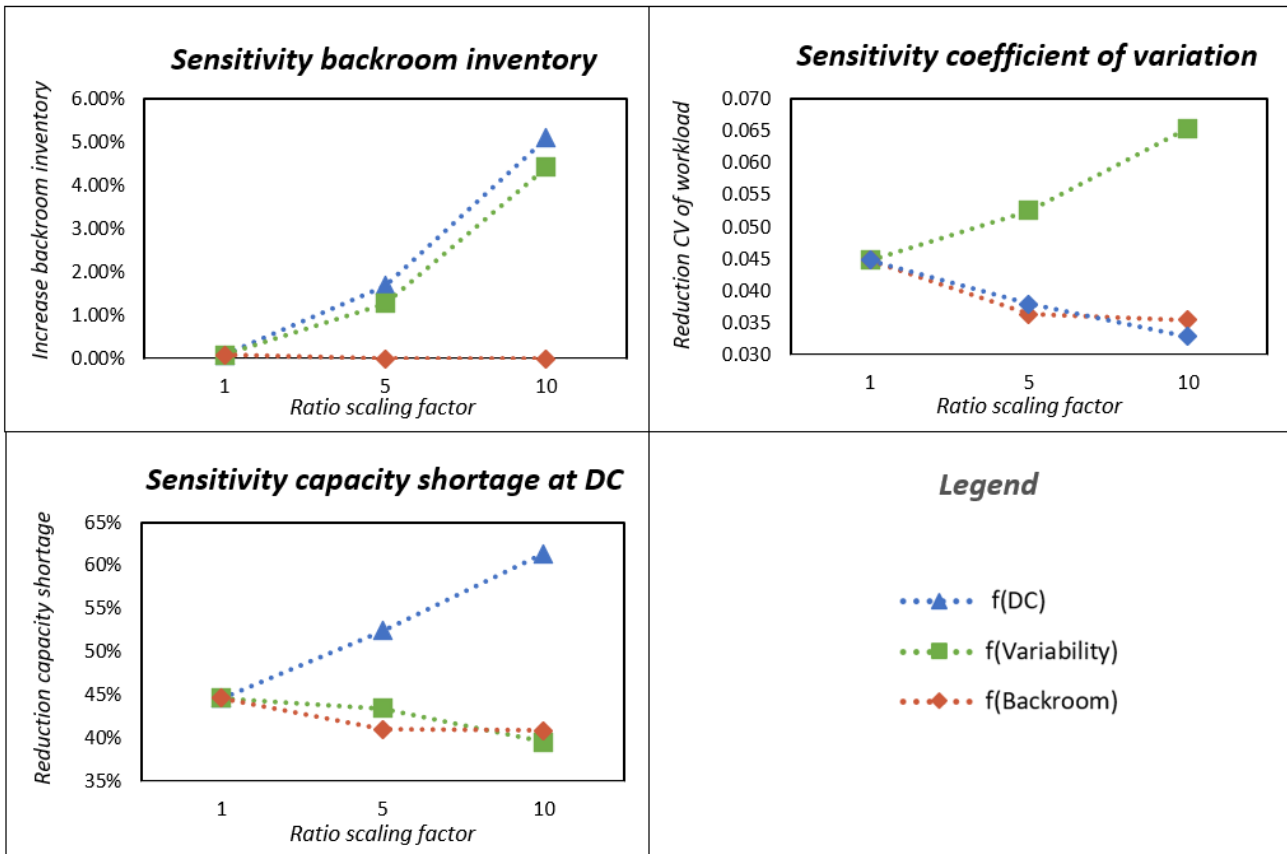 Sensitivity backroom inventory
Increase backroom inventory
6.00%
5.00%
4.00%
3.00%
2.00%
1.00%
0.00%
1 5 10
Ratio scaling factor
Sensitivity coefficient of variation
Reduction CV of workload
0.070
0.065
0.060
0.055
0.050
0.045
0.040
0.035
0.030
1 5 10
Ratio scaling factor
Sensitivity capacity shortage at DC
Reduction capacity shortage
65%
60%
55%
50%
45%
40%
35%
1 5 10
Ratio scaling factor
Legend
f(DC)
f(Variability)
f(Backroom)